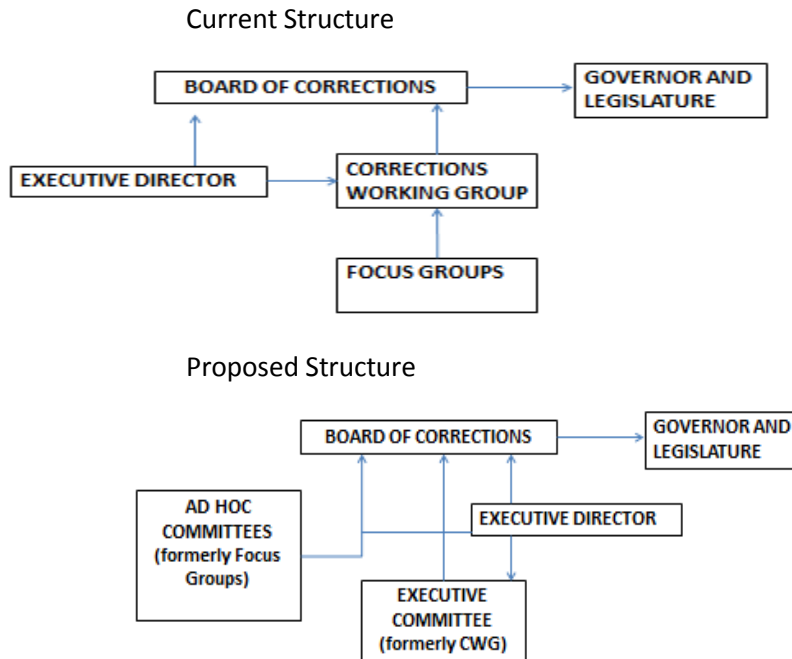 Current Structure
BOARD OF CORRECTIONS
GOVERNOR AND
LEGISLATURE
EXECUTIVE DIRECTOR
CORRECTIONS
WORKING GROUP
FOCUS GROUPS
Proposed Structure
BOARD OF CORRECTIONS
GOVERNOR AND
LEGISLATURE
AD HOC
COMMITTEES
(formerly Focus
Groups)
EXECUTIVE DIRECTOR
EXECUTIVE
COMMITTEE
(formerly CWG)